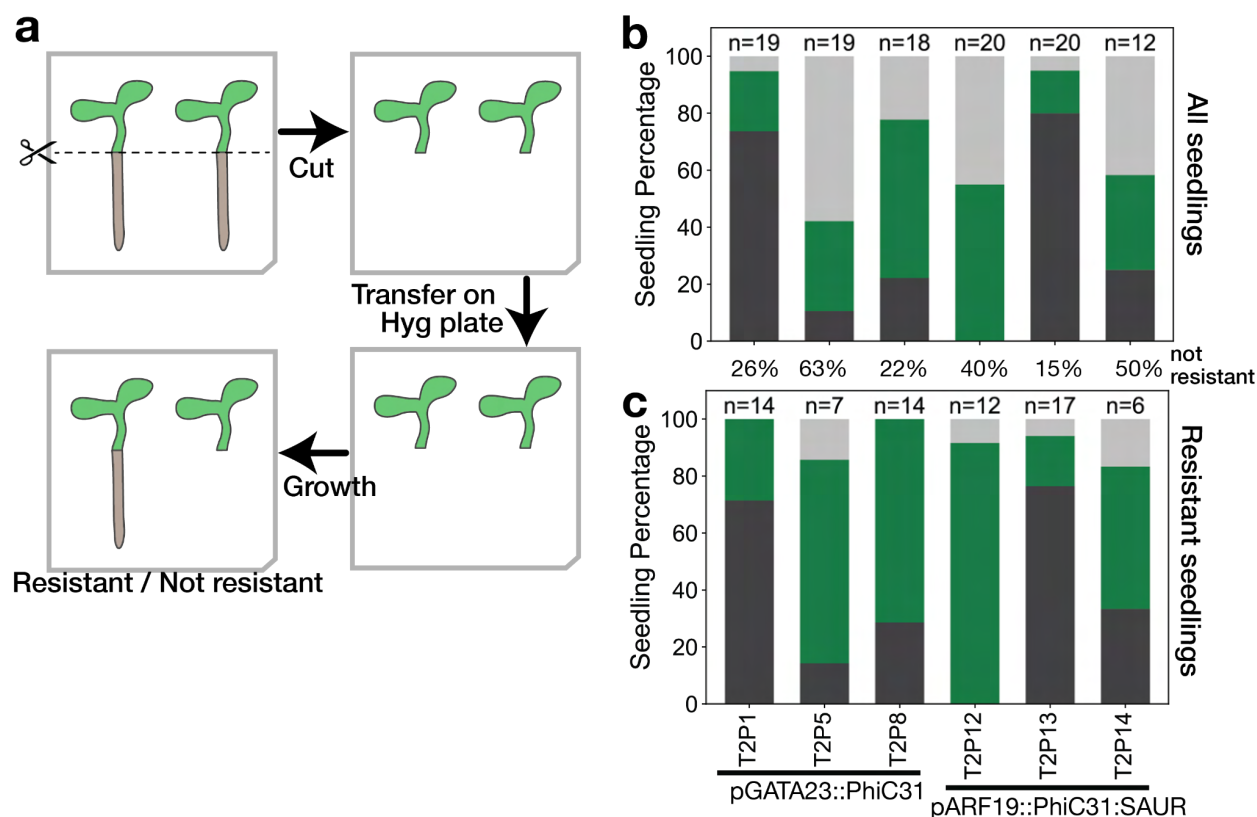 a
Cut
Transfer on
Hyg plate
Growth
Resistant / Not resistant
b
n=19 n=19 n=18 n=20 n=20 n=12
100
80
60
40
20
0
Seedling Percentage
All seedlings
26% 63% 22% 40% 15% 50% not
resistant
c
n=14 n=7 n=14 n=12 n=17 n=6
100
80
60
40
20
0
Seedling Percentage
Resistant seedlings
T2P1 T2P5 T2P8 T2P12 T2P13 T2P14
pGATA23::PhiC31
pARF19::PhiC31:SAUR